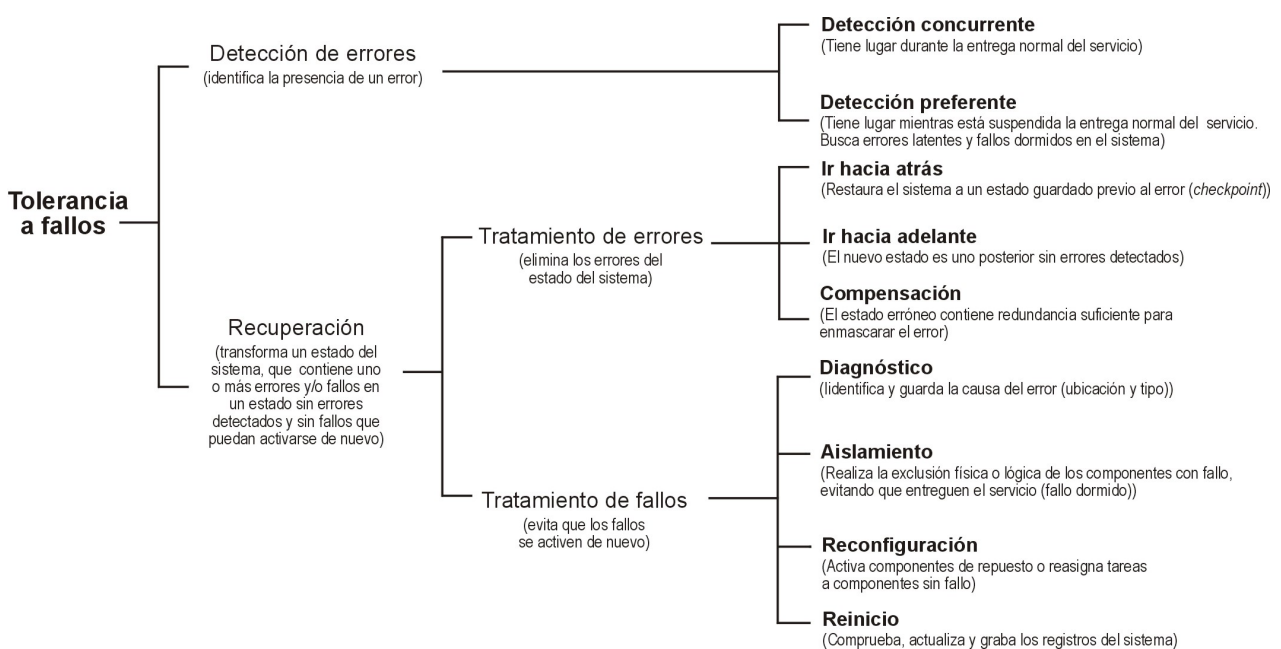 Tolerancia
a fallos
Detección de errores
(identifica la presencia de un error)
Detección concurrente
(Tiene lugar durante la entrega normal del servicio)
Detección preferente
(Tiene lugar mientras está suspendida la entrega normal del servicio.
Busca errores latentes y fallos dormidos en el sistema)
Recuperación
(transforma un estado del
sistema, que contiene uno
o más errores y/o fallos en
un estado sin errores
detectados y sin fallos que
puedan activarse de nuevo)
Tratamiento de errores
(elimina los errores del
estado del sistema)
Ir hacia atrás
(Restaura el sistema a un estado guardado previo al error (checkpoint))
Ir hacia adelante
(El nuevo estado es uno posterior sin errores detectados)
Compensación
(El estado erróneo contiene redundancia suficiente para
enmascarar el error)
Tratamiento de fallos
(evita que los fallos
se activen de nuevo)
Diagnóstico
(Iidentifica y guarda la causa del error (ubicación y tipo))
Aislamiento
(Realiza la exclusión física o lógica de los componentes con fallo,
evitando que entreguen el servicio (fallo dormido))
Reconfiguración
(Activa componentes de repuesto o reasigna tareas
a componentes sin fallo)
Reinicio
(Comprueba, actualiza y graba los registros del sistema)